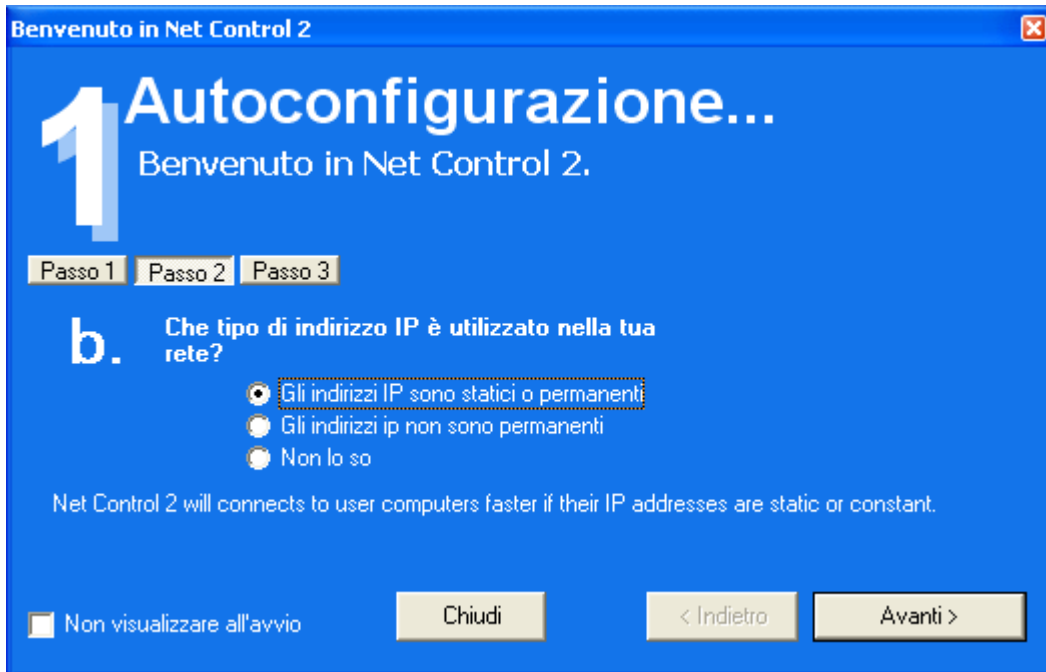 Benvenuto in Net Control 2
1
Autoconfigurazione...
Benvenuto in Net Control 2.
Passo 1 Passo 2 Passo 3
b. Che tipo di indirizzo IP è utilizzato nella tua
rete?
Gli indirizzi IP sono statici o permanenti
Gli indirizzi ip non sono permanenti
Non lo so
Net Control 2 will connects to user computers faster if their IP addresses are static or constant.
Non visualizzare all'avvio Chiudi < Indietro Avanti >